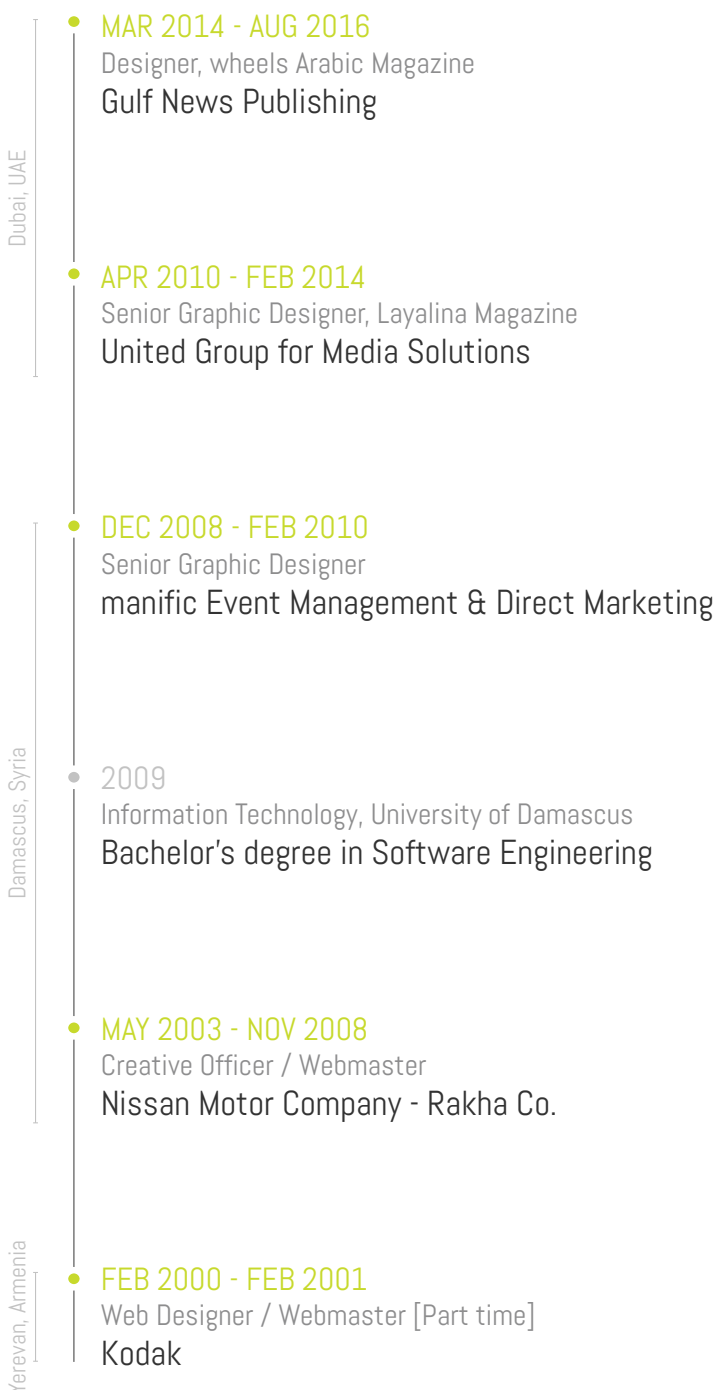 MAR 2014 - AUG 2016
Designer, wheels Arabic Magazine
Gulf News Publishing
Dubai, UAE
APR 2010 - FEB 2014
Senior Graphic Designer, Layalina Magazine
United Group for Media Solutions
DEC 2008 - FEB 2010
Senior Graphic Designer
manific Event Management & Direct Marketing
Damascus, Syria
2009
Information Technology, University of Damascus
Bachelor's degree in Software Engineering
MAY 2003 - NOV 2008
Creative Officer / Webmaster
Nissan Motor Company - Rakha Co.
Yerevan, Armenia
FEB 2000 - FEB 2001
Web Designer / Webmaster [Part time]
Kodak